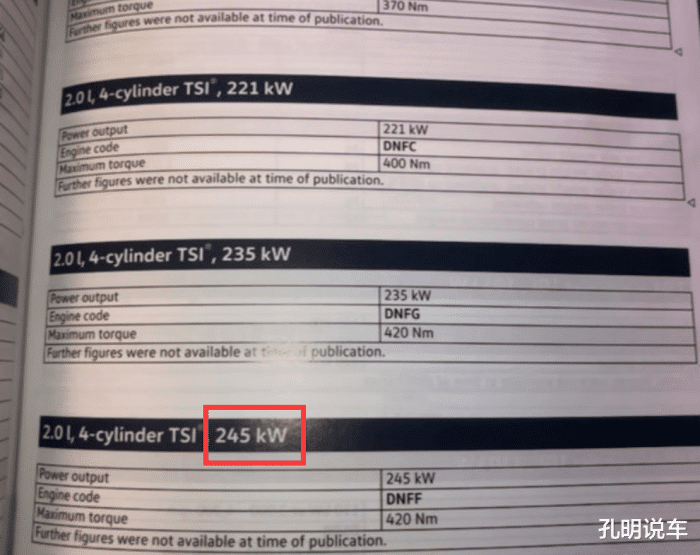 Maximum torque 370 Nm
Further figures were not available at time of publication.
2.0 l, 4-cylinder TSI®, 221 kW
Power output 221 kW
Engine code DNFC
Maximum torque 400 Nm
Further figures were not available at time of publication.
2.0 l, 4-cylinder TSI®, 235 kW
Power output 235 kW
Engine code DNFG
Maximum torque 420 Nm
Further figures were not available at time of publication.
2.0 l, 4-cylinder TSI® 245 kW
Power output 245 kW
Engine code DNFF
Maximum torque 420 Nm
Further figures were not available at time of publication.
孔明说车